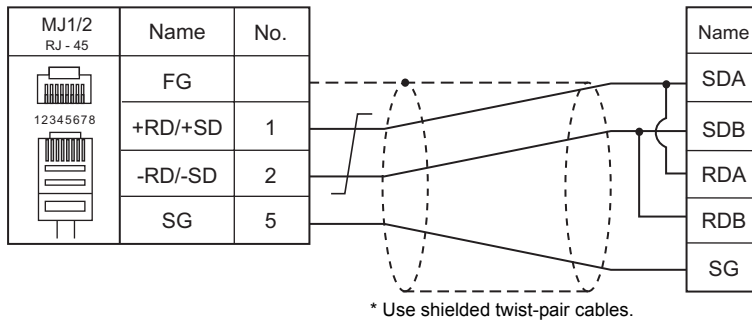 MJ1/2
RJ - 45
Name
No.
Name
FG
SDA
12345678
+RD/+SD
1
SDB
-RD/-SD
2
RDA
SG
5
RDB
SG
* Use shielded twist-pair cables.